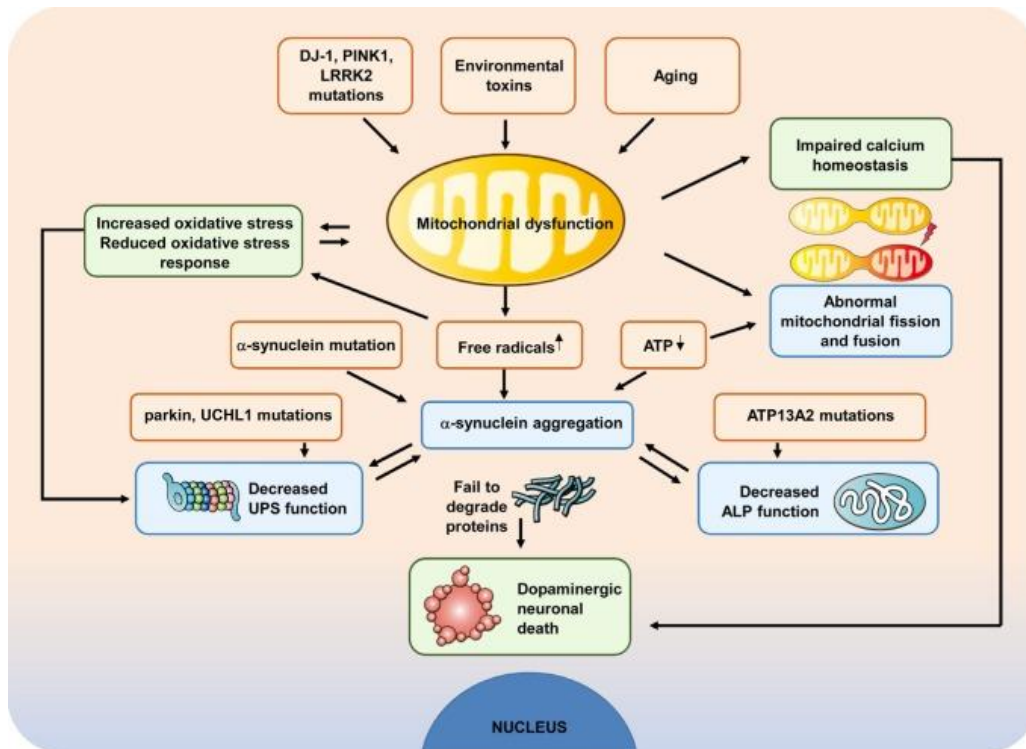 DJ-1, PINK1,
LRRK2
mutations
Environmental
toxins
Aging
Impaired calcium
homeostasis
Mitochondrial dysfunction
Increased oxidative stress
Reduced oxidative stress
response
Abnormal
mitochondrial fission
and fusion
α-synuclein mutation
Free radicals↑
ATP↓
parkin, UCHL1 mutations
α-synuclein aggregation
ATP13A2 mutations
Decreased
UPS function
Fail to
degrade
proteins
Decreased
ALP function
Dopaminergic
neuronal
death
NUCLEUS